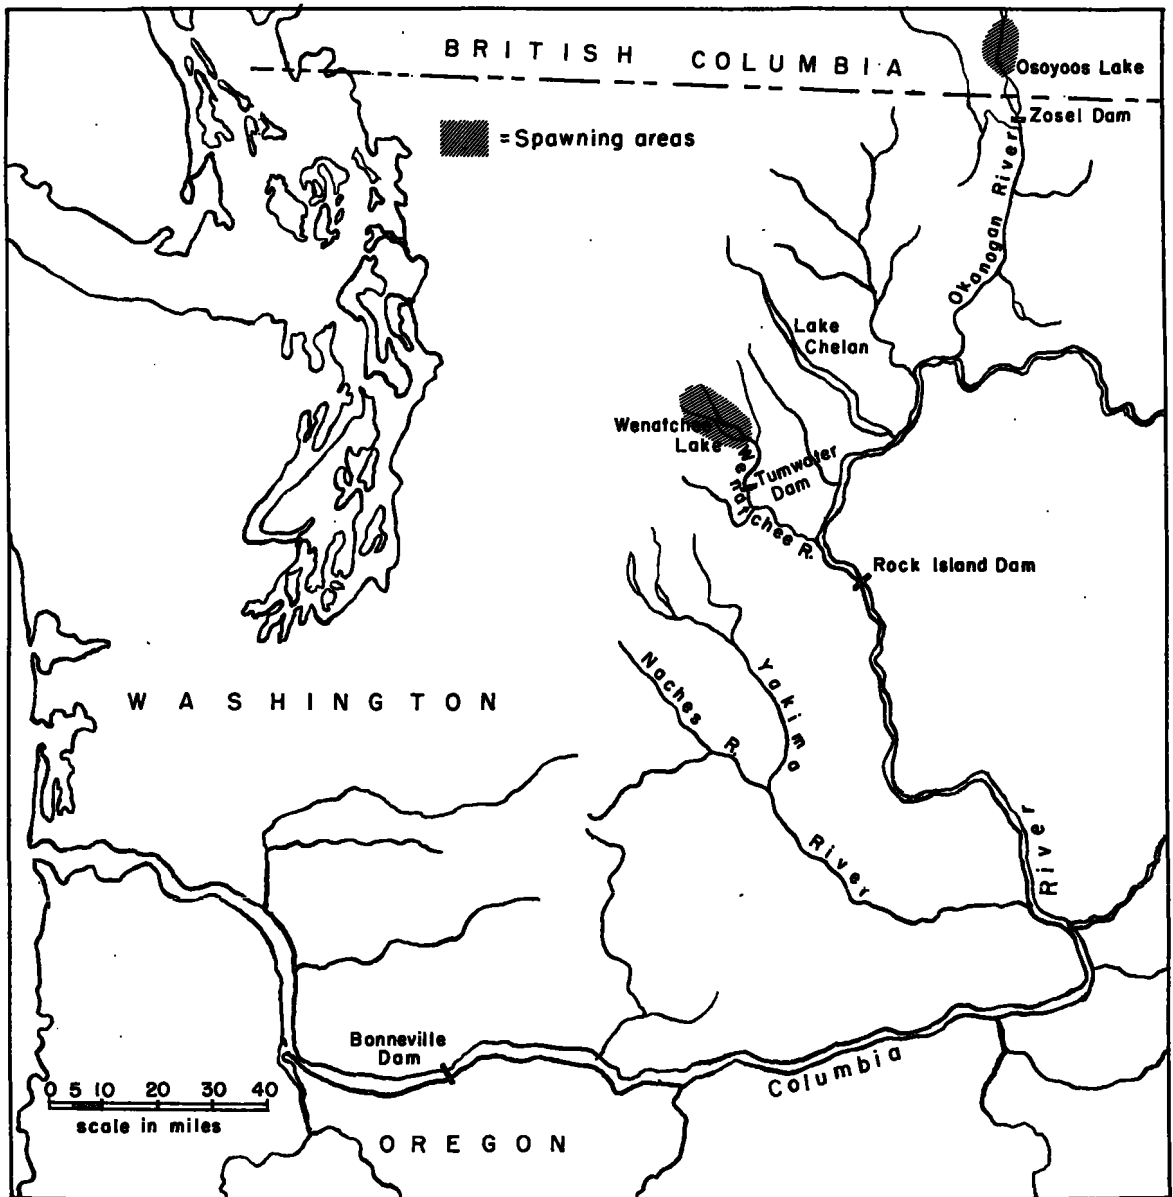 BRITISH COLUMBIA
Osoyoos Lake
Zosel Dam
=Spawning areas
Okonogan River
Lake
Chelan
Wenatchee
Lake
Tumwater
Dam
Wenatchee R.
Rock Island Dam
WASHINGTON
Naches R.
Yakima
River
River
Bonneville
Dam
Columbia
0 5 10 20 30 40
scale in miles
OREGON